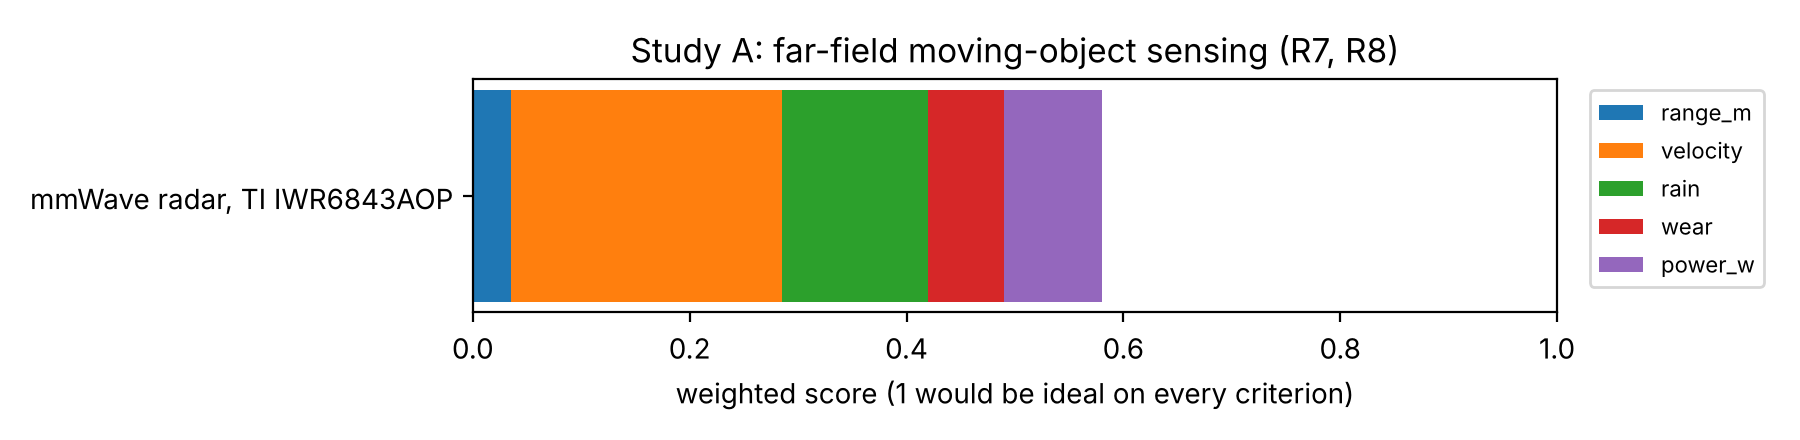 Study A: far-field moving-object sensing (R7, R8)
mmWave radar, TI IWR6843AOP
range_m
velocity
rain
wear
power_w
0.0 0.2 0.4 0.6 0.8 1.0
weighted score (1 would be ideal on every criterion)